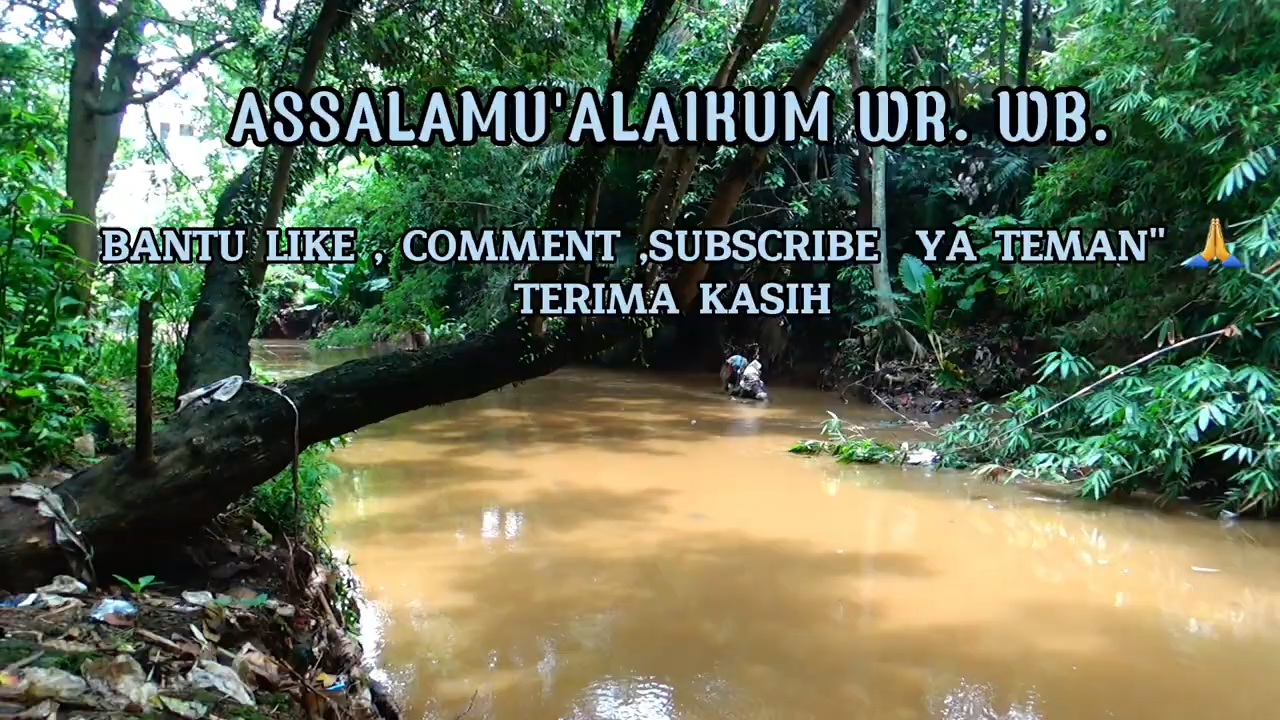 ASSALAMU'ALAIKUM WR. WB.
BANTU LIKE , COMMENT ,SUBSCRIBE YA TEMAN" 🙏
TERIMA KASIH